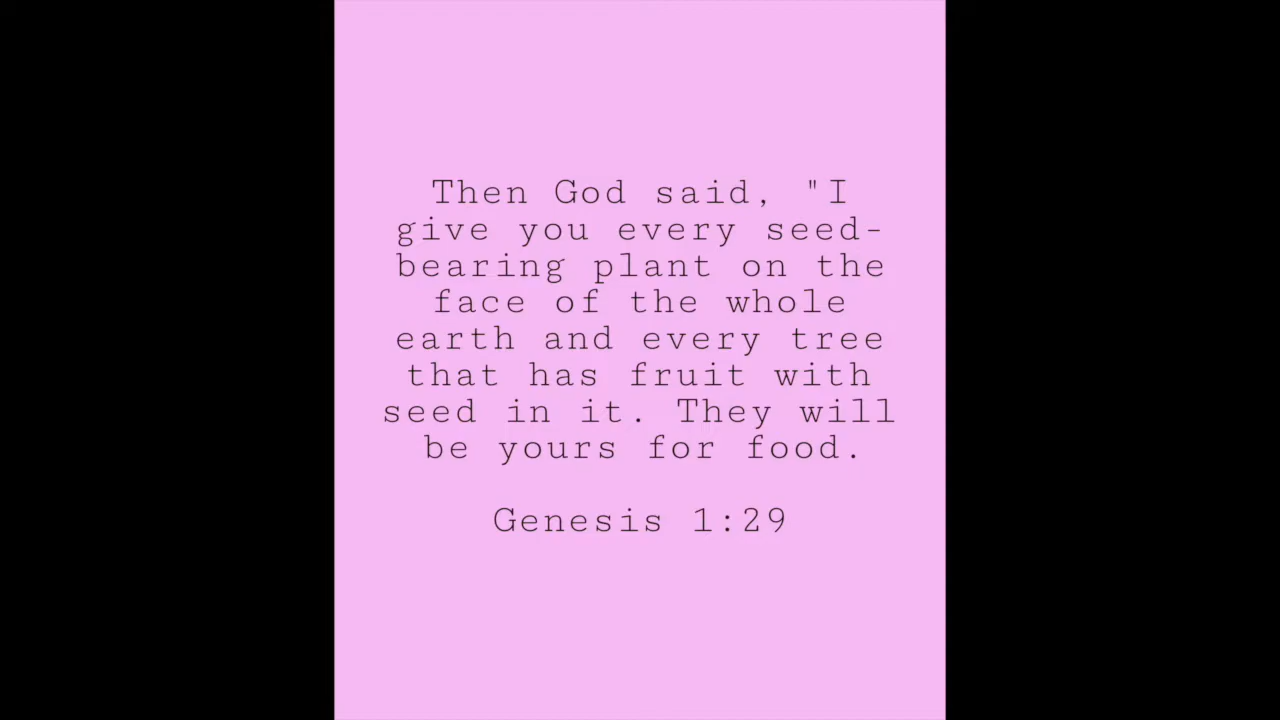 Then God said, "I
give you every seed-
bearing plant on the
face of the whole
earth and every tree
that has fruit with
seed in it. They will
be yours for food.
Genesis 1:29